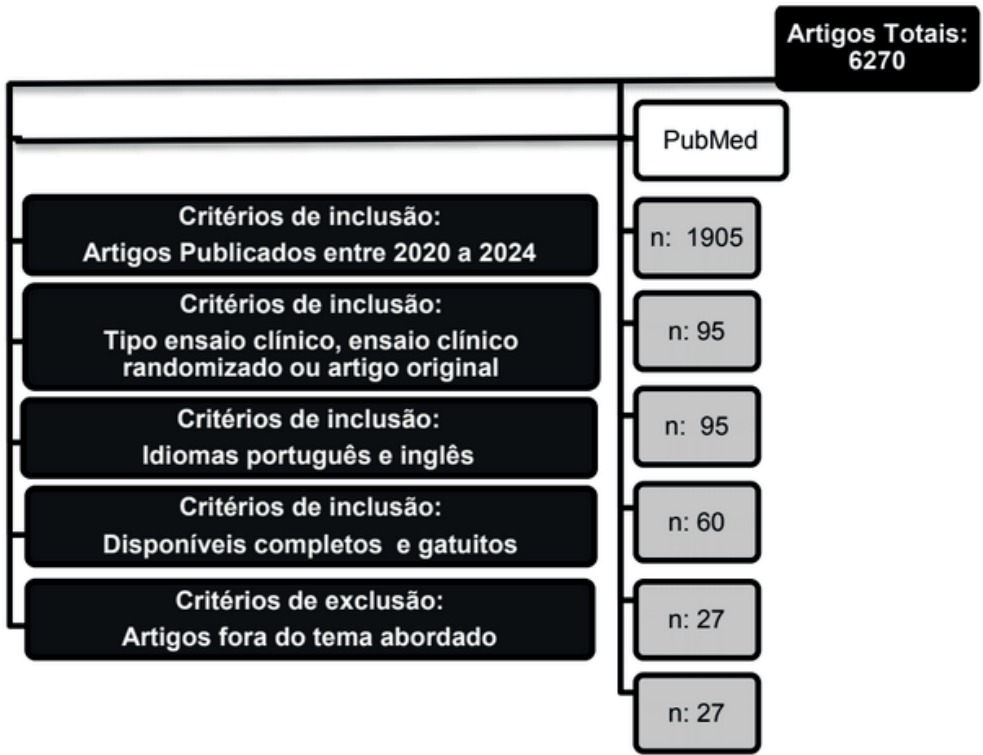 Artigos Totais:
6270
PubMed
Critérios de inclusão:
Artigos Publicados entre 2020 a 2024
n: 1905
Critérios de inclusão:
Tipo ensaio clínico, ensaio clínico
randomizado ou artigo original
n: 95
Critérios de inclusão:
Idiomas português e inglês
n: 95
Critérios de inclusão:
Disponíveis completos e gatuitos
n: 60
Critérios de exclusão:
Artigos fora do tema abordado
n: 27
n: 27